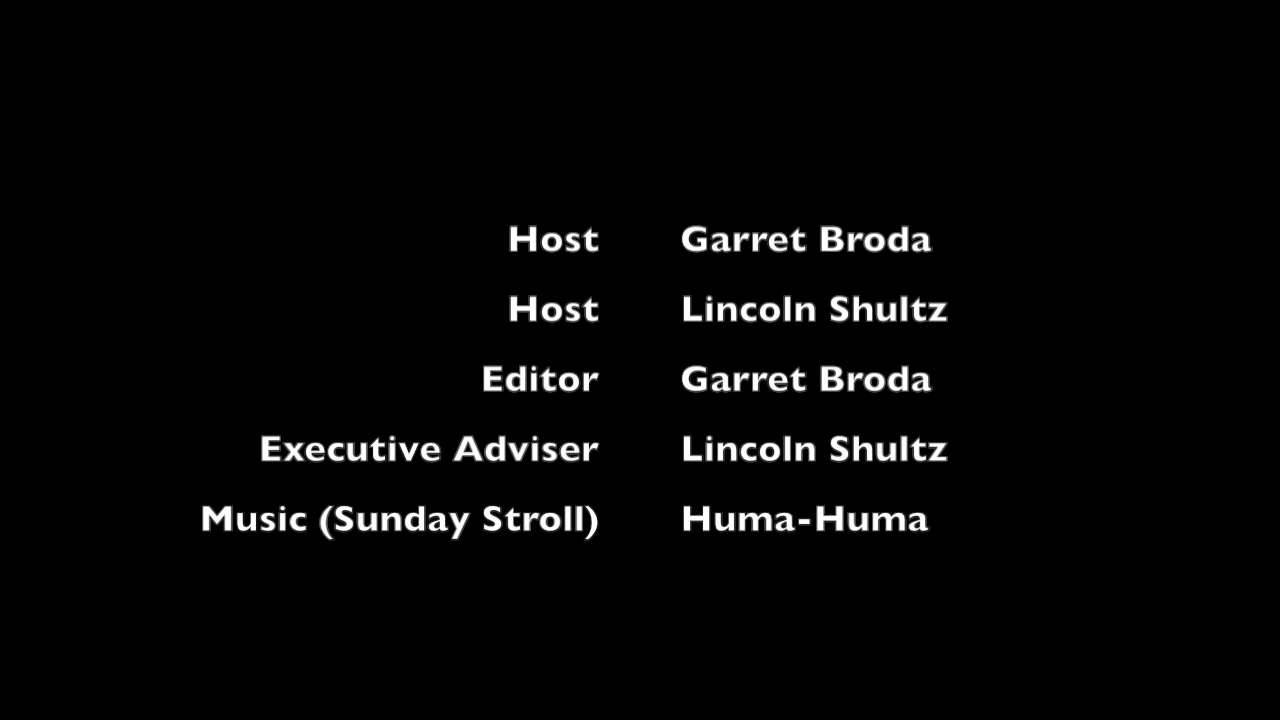 Host Garret Broda
Host Lincoln Shultz
Editor Garret Broda
Executive Adviser Lincoln Shultz
Music (Sunday Stroll) Huma-Huma